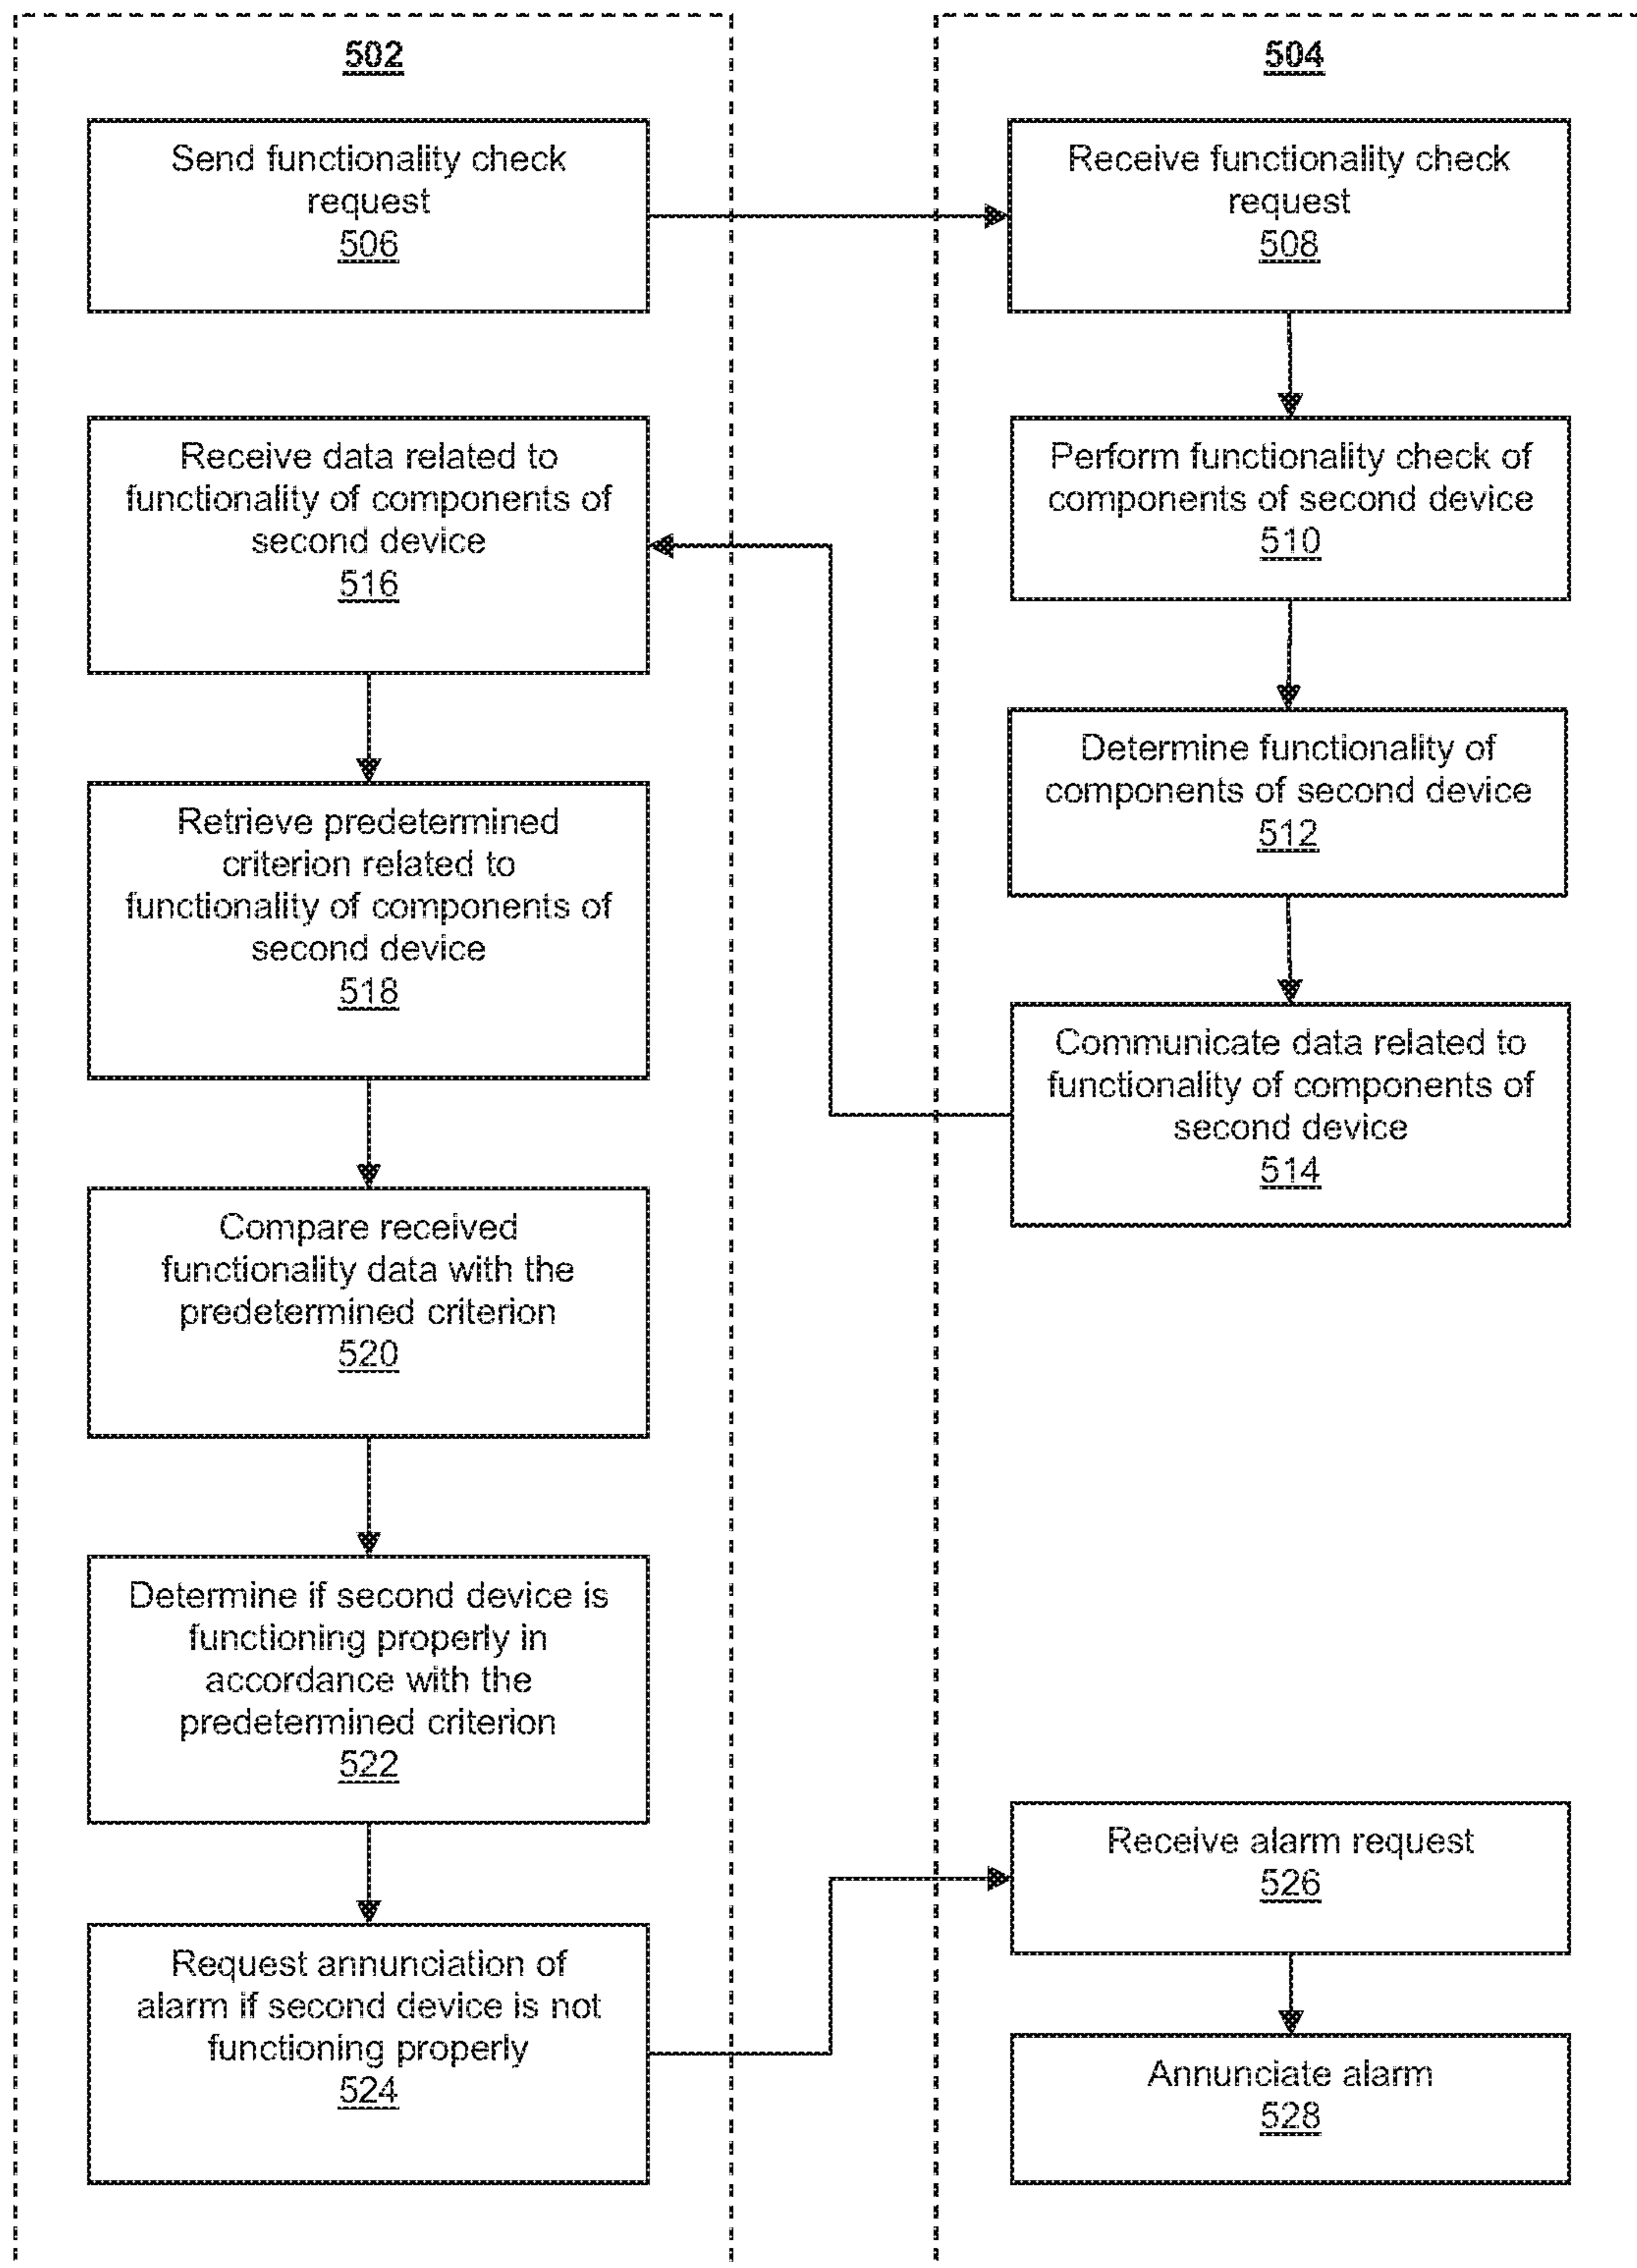 502
Send functionality check
request
506
Receive data related to
functionality of components of
second device
516
Retrieve predetermined
criterion related to
functionality of components of
second device
518
Compare received
functionality data with the
predetermined criterion
520
Determine if second device is
functioning properly in
accordance with the
predetermined criterion
522
Request annunciation of
alarm if second device is not
functioning properly
524
504
Receive functionality check
request
508
Perform functionality check of
components of second device
510
Determine functionality of
components of second device
512
Communicate data related to
functionality of components of
second device
514
Receive alarm request
526
Annunciate alarm
528